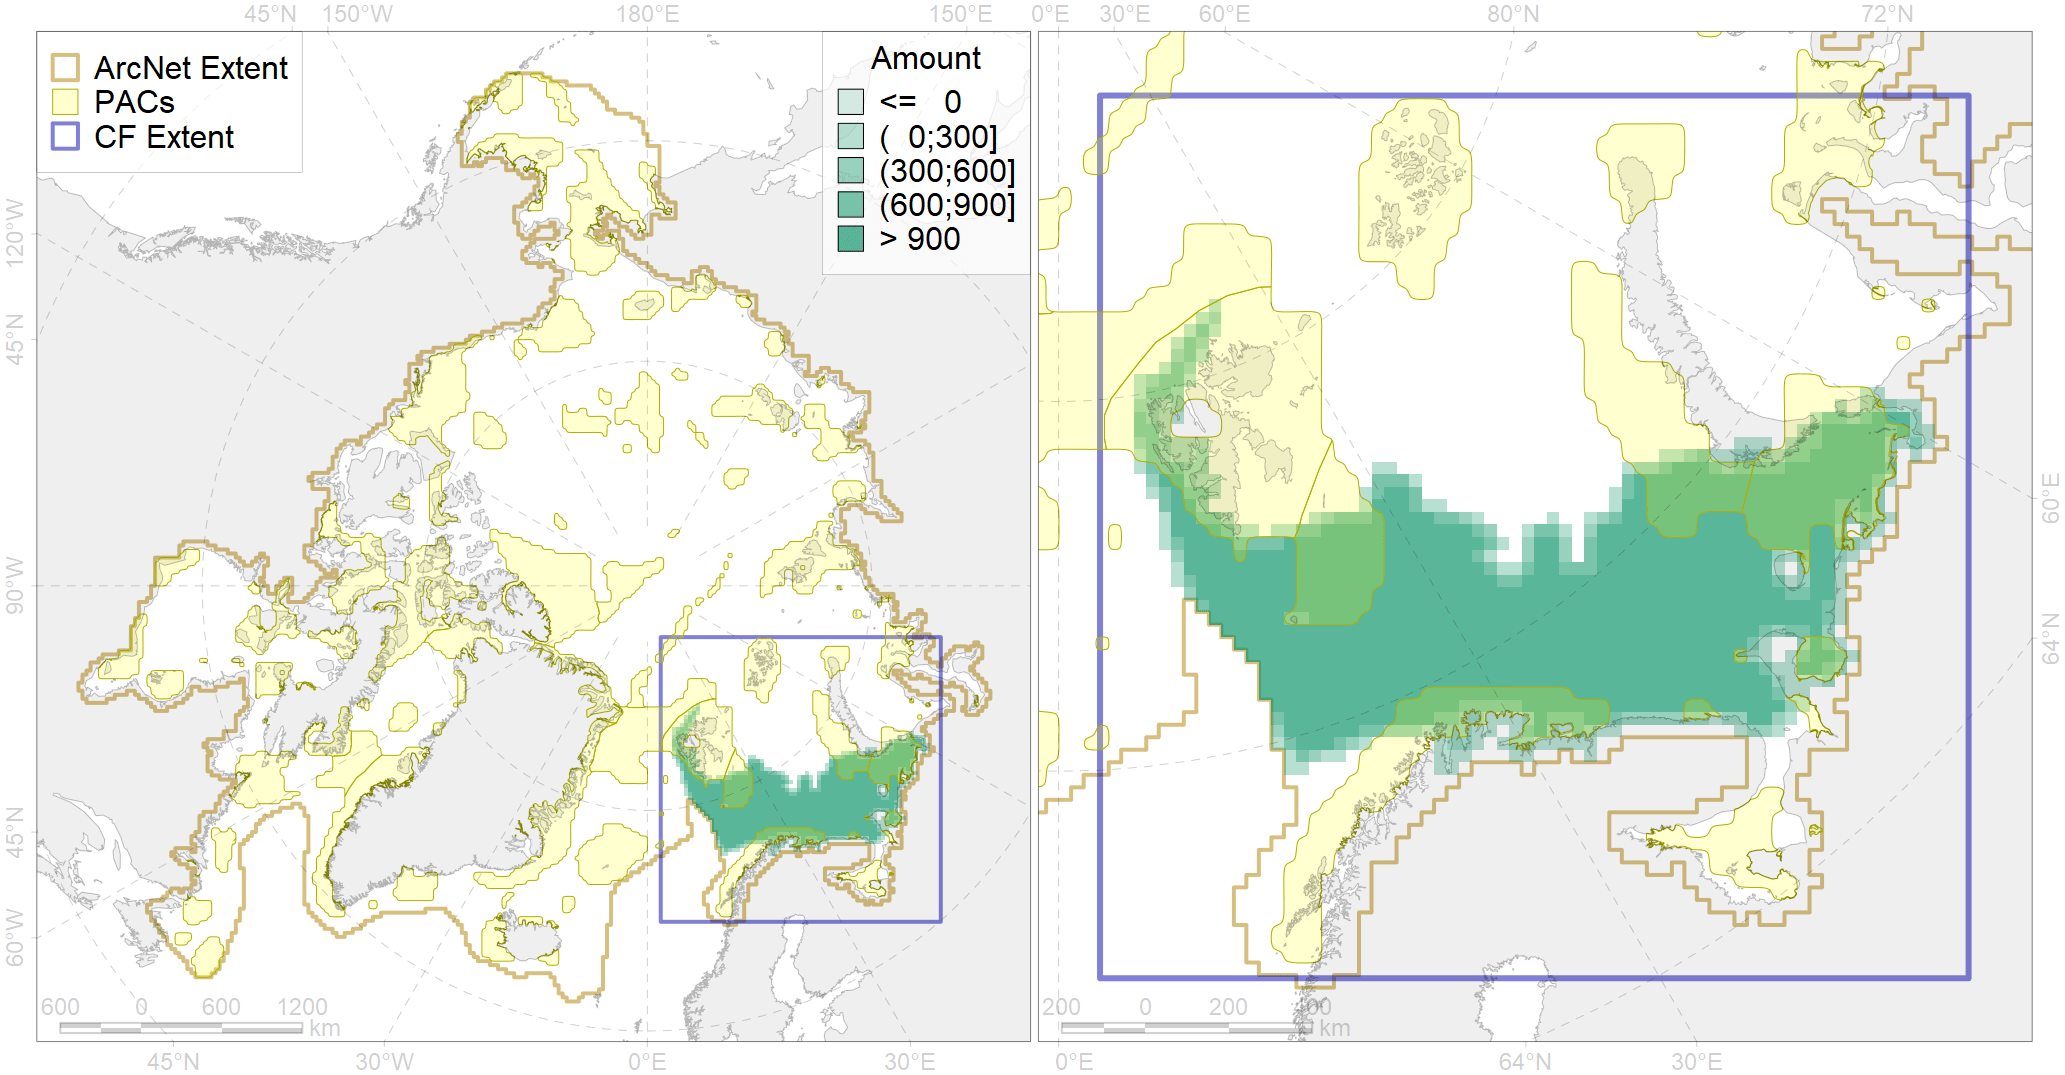 45°N 150°W 180°E 150°E 0°E 30°E 60°E 80°N 72°N
ArcNet Extent
PACs
CF Extent
Amount
<= 0
( 0;300]
(300;600]
(600;900]
> 900
120°W
45°N
90°W
45°N
60°W
60°E
64°N
600 0 600 1200
km
200 0 200 00
km
45°N 30°W 0°E 30°E 0°E 64°N 30°E